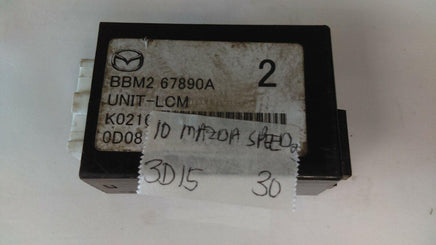 BBM2 67890A
2
UNIT-LCM
K021
0D08
10 MAZDA SPEED
3D15 30